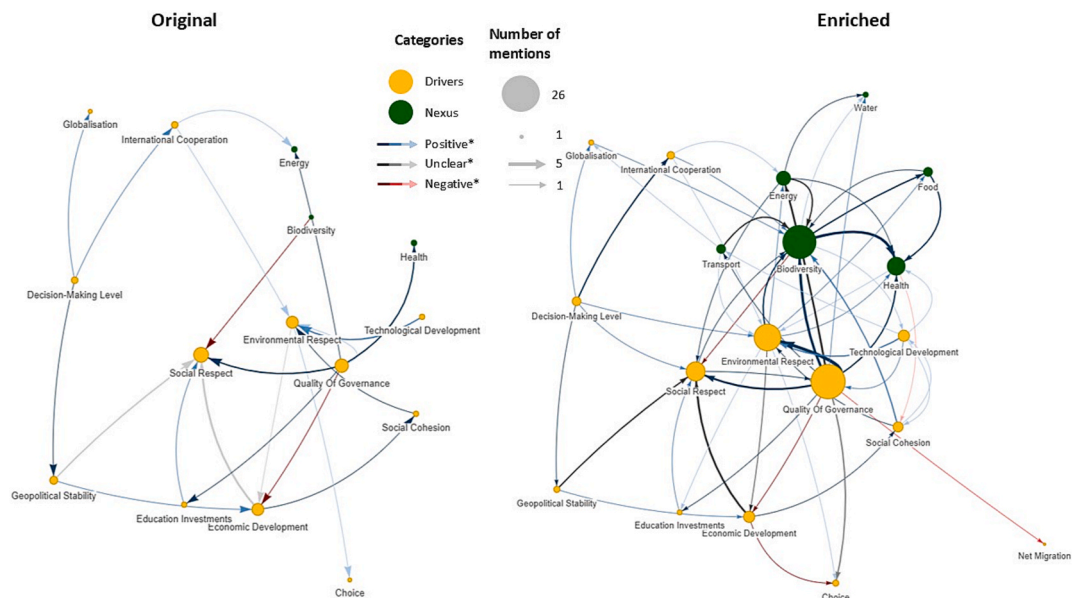 Original
Enriched
Categories
Number of
mentions
Drivers
Nexus
Positive*
Unclear*
Negative*
26
1
5
1
Globalisation
International Cooperation
Energy
Biodiversity
Health
Decision-Making Level
Technological Development
Environmental Respect
Social Respect
Quality Of Governance
Social Cohesion
Geopolitical Stability
Education Investments
Economic Development
Choice
Water
Globalisation
International Cooperation
Food
Energy
Transport
Biodiversity
Health
Decision-Making Level
Technological Development
Environmental Respect
Social Respect
Quality Of Governance
Social Cohesion
Geopolitical Stability
Education Investments
Economic Development
Net Migration
Choice